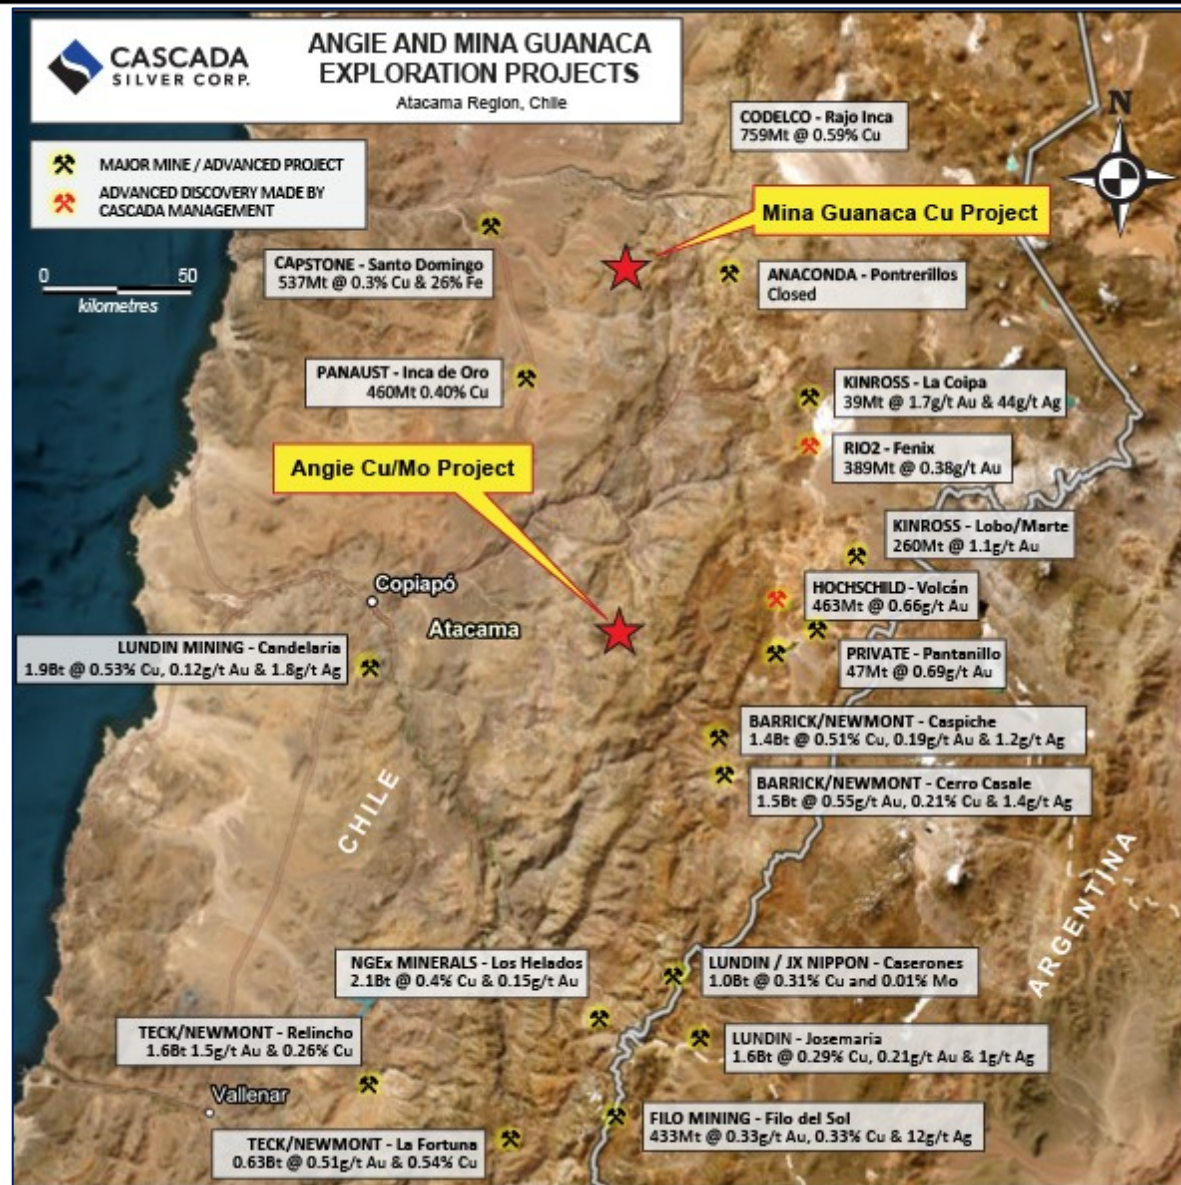 CASCADA
SILVER CORP.
ANGIE AND MINA GUANACA
EXPLORATION PROJECTS
Atacama Region, Chile
MAJOR MINE / ADVANCED PROJECT
ADVANCED DISCOVERY MADE BY
CASCADA MANAGEMENT
0 50
kilometres
N
CODELCO - Rajo Inca
759Mt @ 0.59% Cu
Mina Guanaca Cu Project
CAPSTONE - Santo Domingo
537Mt @ 0.3% Cu & 26% Fe
ANACONDA - Pontrerillos
Closed
PANAUST - Inca de Oro
460Mt 0.40% Cu
KINROSS - La Coipa
39Mt @ 1.7g/t Au & 44g/t Ag
RIO2 - Fenix
389Mt @ 0.38g/t Au
Angie Cu/Mo Project
KINROSS - Lobo/Marte
260Mt @ 1.1g/t Au
Copiapó
HOCHSCHILD - Volcán
463Mt @ 0.66g/t Au
Atacama
LUNDIN MINING - Candelaria
1.9Bt @ 0.53% Cu, 0.12g/t Au & 1.8g/t Ag
PRIVATE - Pantanillo
47Mt @ 0.69g/t Au
BARRICK/NEWMONT - Caspiche
1.4Bt @ 0.51% Cu, 0.19g/t Au & 1.2g/t Ag
BARRICK/NEWMONT - Cerro Casale
1.5Bt @ 0.55g/t Au, 0.21% Cu & 1.4g/t Ag
CHILE
ARGENTINA
NGEx MINERALS - Los Helados
2.1Bt @ 0.4% Cu & 0.15g/t Au
LUNDIN / JX NIPPON - Caserones
1.0Bt @ 0.31% Cu and 0.01% Mo
TECK/NEWMONT - Relincho
1.6Bt 1.5g/t Au & 0.26% Cu
LUNDIN - Josemaria
1.6Bt @ 0.29% Cu, 0.21g/t Au & 1g/t Ag
Vallenar
FILO MINING - Filo del Sol
433Mt @ 0.33g/t Au, 0.33% Cu & 12g/t Ag
TECK/NEWMONT - La Fortuna
0.63Bt @ 0.51g/t Au & 0.54% Cu